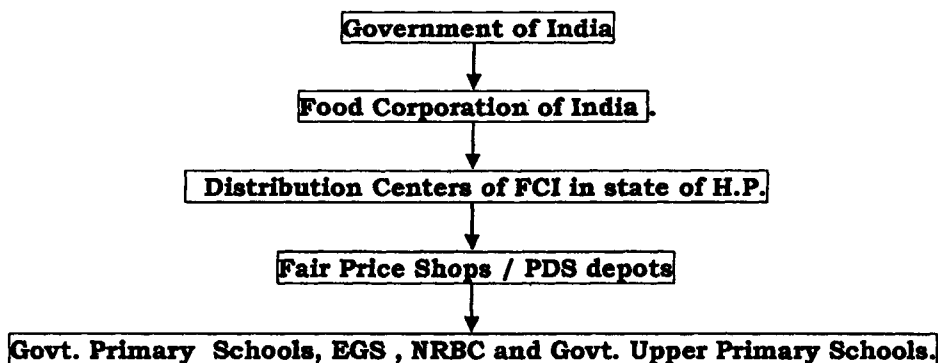 Government of India
Food Corporation of India .
Distribution Centers of FCI in state of H.P.
Fair Price Shops / PDS depots
Govt. Primary Schools, EGS , NRBC and Govt. Upper Primary Schools.